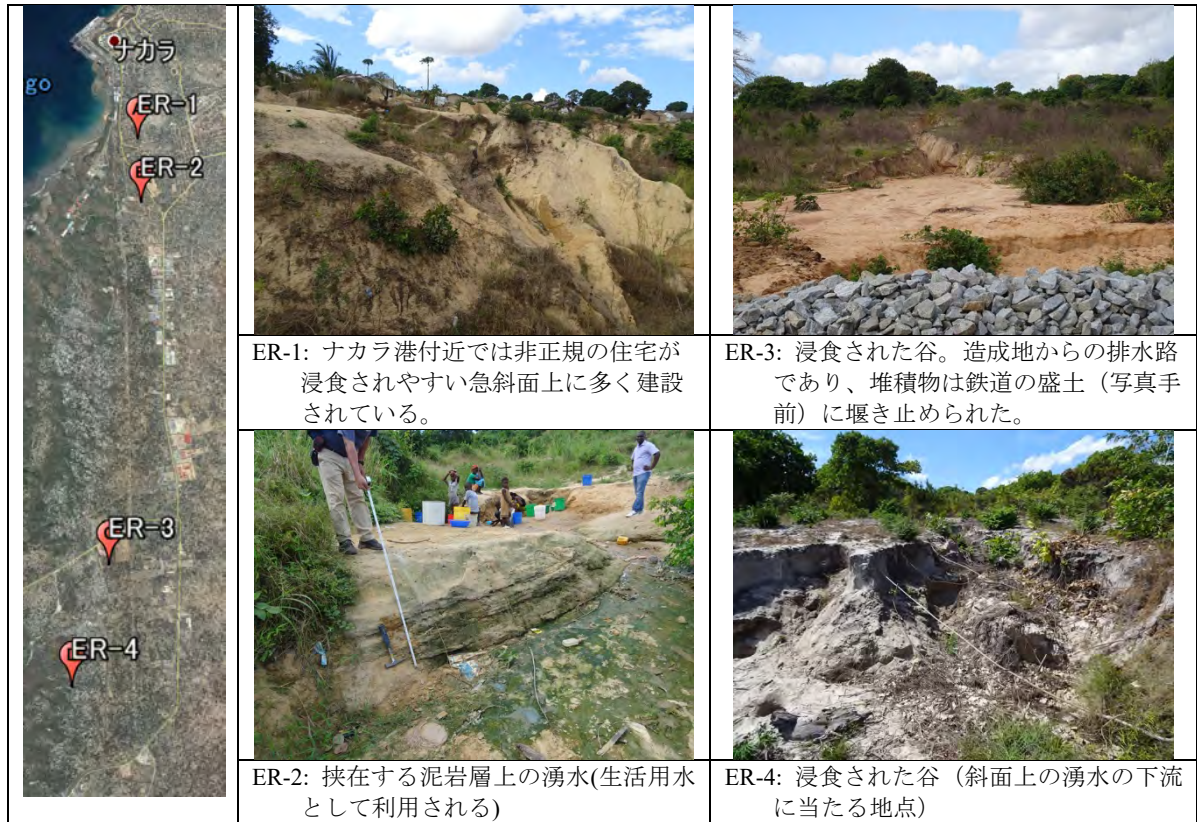 ナカラ
go
ER-1
ER-2
ER-3
ER-4
ER-1: ナカラ港付近では非正規の住宅が
浸食されやすい急斜面上に多く建設
されている。
ER-3: 浸食された谷。造成地からの排水路
であり、堆積物は鉄道の盛土（写真手
前）に堰き止められた。
ER-2: 挟在する泥岩層上の湧水(生活用水
として利用される)
ER-4: 浸食された谷（斜面上の湧水の下流
に当たる地点）